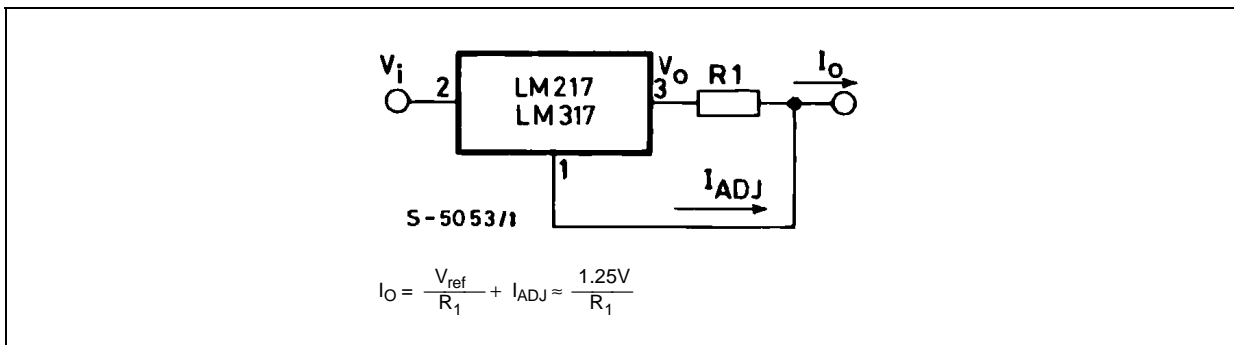 Vi
2
LM217
LM317
Vo
3
R1
IO
1
IADJ
S-5053/1
IO = Vref/R1 + IADJ ≈ 1.25V/R1